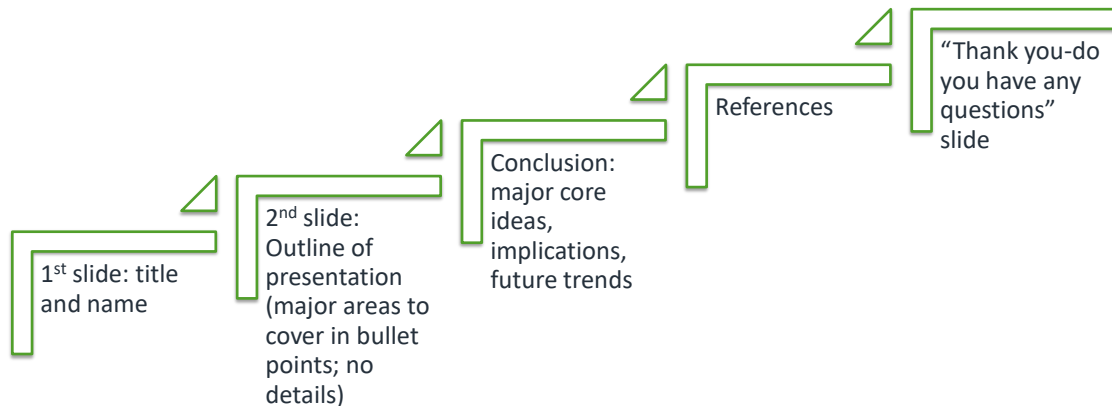 1st slide: title
and name
2nd slide:
Outline of
presentation
(major areas to
cover in bullet
points; no
details)
Conclusion:
major core
ideas,
implications,
future trends
References
“Thank you-do
you have any
questions”
slide